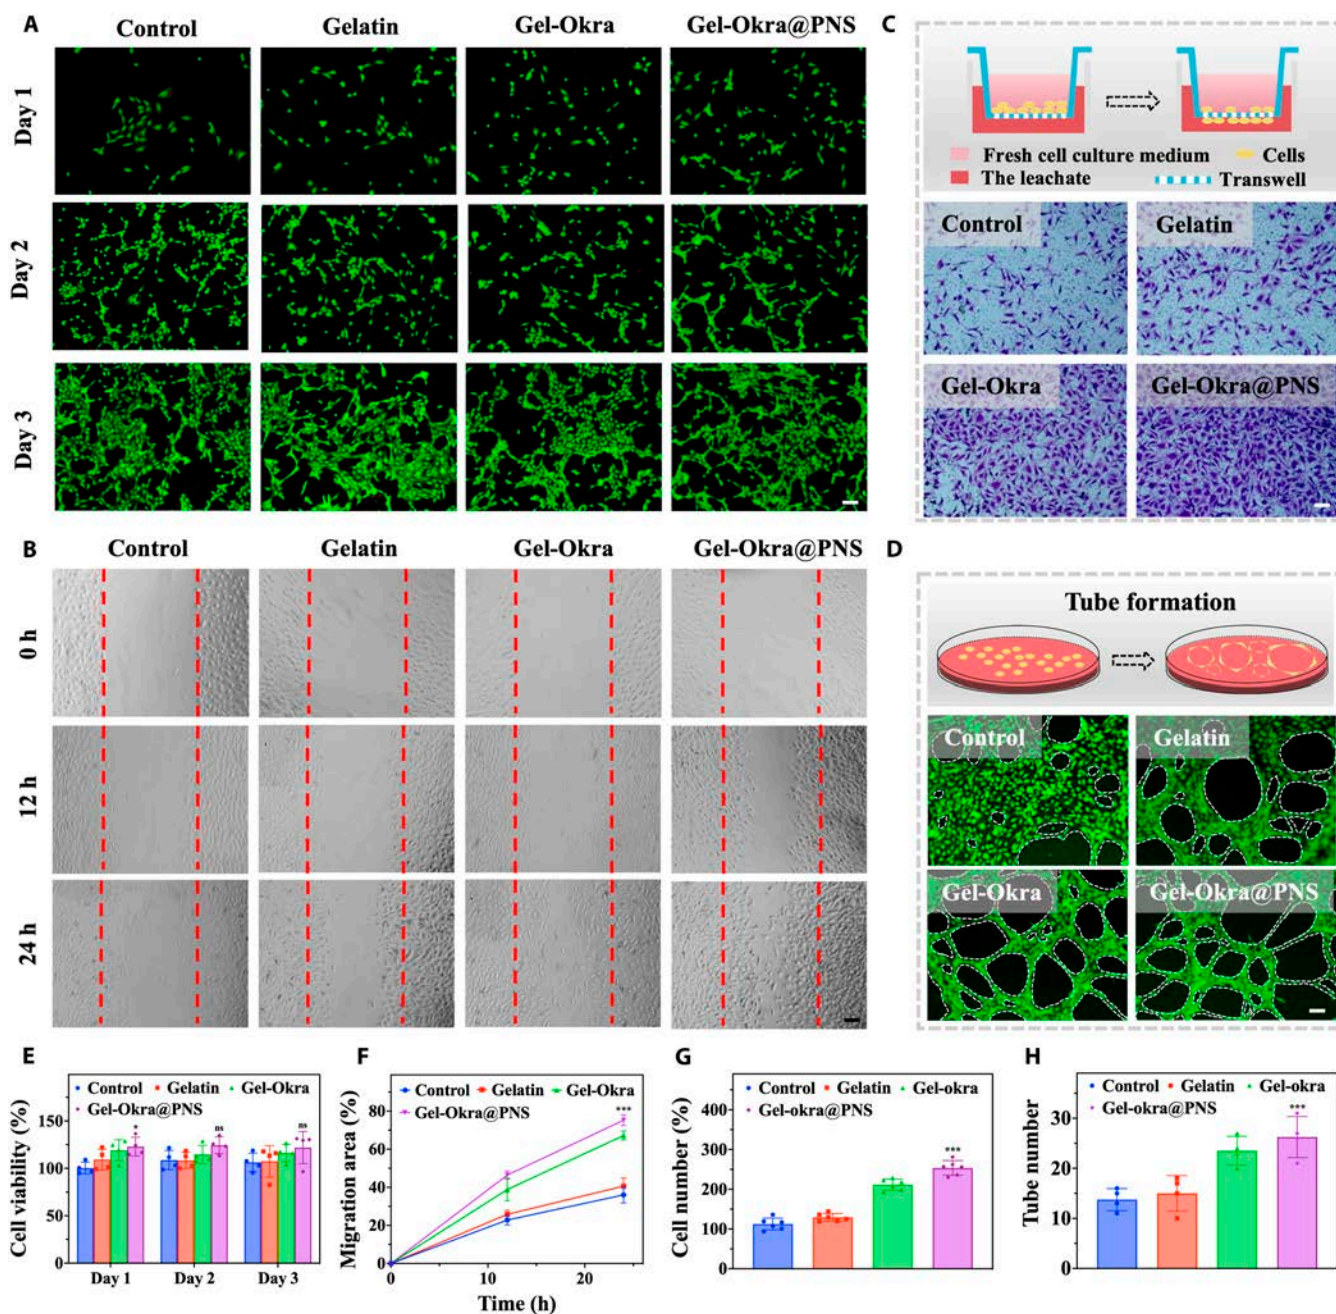 A
Control Gelatin Gel-Okra Gel-Okra@PNS
Day 1
Day 2
Day 3
B
Control Gelatin Gel-Okra Gel-Okra@PNS
0 h
12 h
24 h
C
Fresh cell culture medium Cells
The leachate Transwell
Control Gelatin
Gel-Okra Gel-Okra@PNS
D
Tube formation
Control Gelatin
Gel-Okra Gel-Okra@PNS
E
Control Gelatin Gel-Okra
Gel-Okra@PNS
Cell viability (%)
150
100
50
0
* ns ns
Day 1 Day 2 Day 3
F
Control Gelatin Gel-Okra
Gel-Okra@PNS
Migration area (%)
80
60
40
20
0
***
0 10 20
Time (h)
G
Control Gelatin Gel-okra
Gel-okra@PNS
Cell number (%)
400
300
200
100
0
***
H
Control Gelatin Gel-okra
Gel-okra@PNS
Tube number
30
20
10
0
***